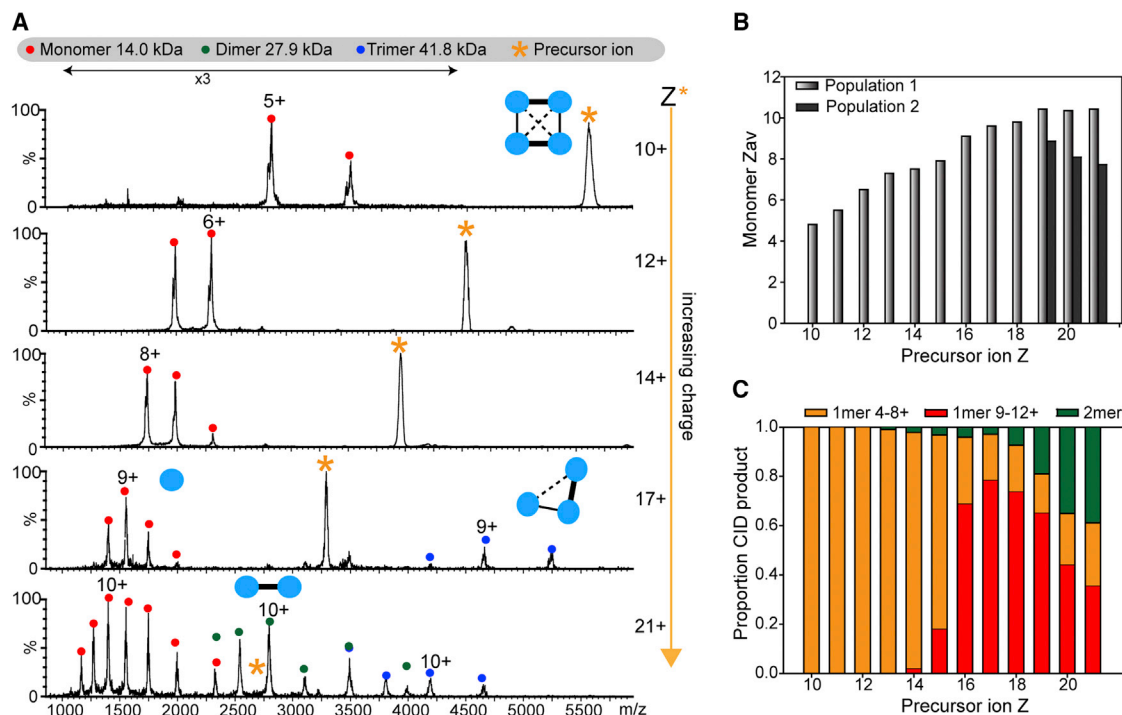 A
Monomer 14.0 kDa Dimer 27.9 kDa Trimer 41.8 kDa * Precursor ion
x3
100
%
0
5+
*
Z*
10+
100
%
0
6+
*
12+
100
%
0
8+
*
14+
100
%
0
9+
*
9+
17+
100
%
0
10+
10+
*
10+
21+
increasing charge
1000 1500 2000 2500 3000 3500 4000 4500 5000 5500 m/z
B
Population 1
Population 2
Monomer Zav
12
10
8
6
4
2
0
10 12 14 16 18 20
Precursor ion Z
C
1mer 4-8+ 1mer 9-12+ 2mer
Proportion CID product
1.0
0.8
0.6
0.4
0.2
0.0
10 12 14 16 18 20
Precursor ion Z